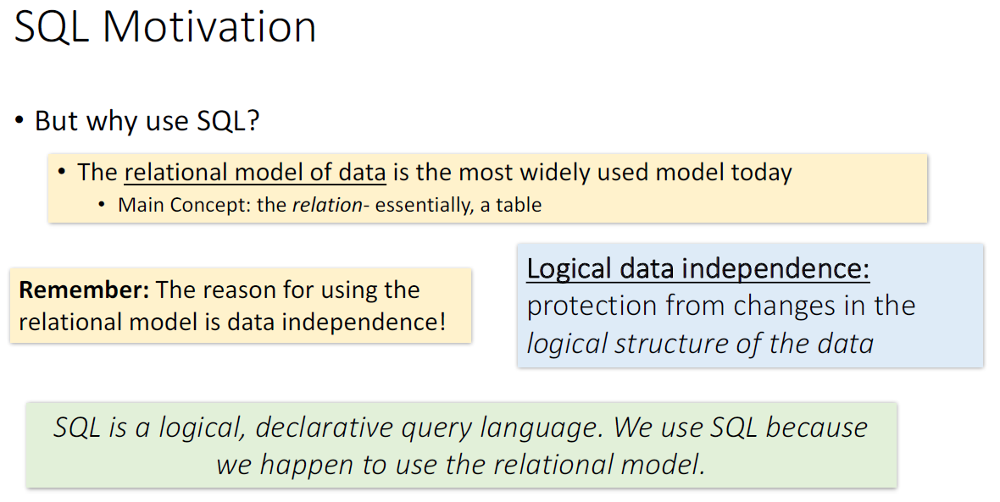 SQL Motivation
• But why use SQL?
• The relational model of data is the most widely used model today
• Main Concept: the relation- essentially, a table
Remember: The reason for using the
relational model is data independence!
Logical data independence:
protection from changes in the
logical structure of the data
SQL is a logical, declarative query language. We use SQL because
we happen to use the relational model.